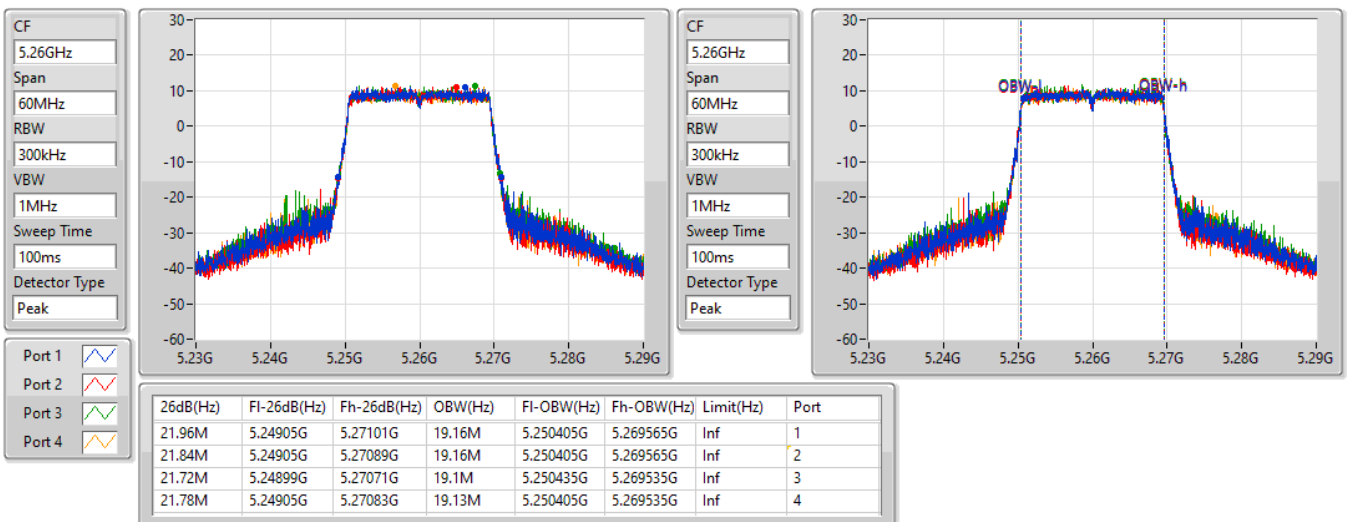 CF
5.26GHz
Span
60MHz
RBW
300kHz
VBW
1MHz
Sweep Time
100ms
Detector Type
Peak
30
20
10
0
-10
-20
-30
-40
-50
-60
5.23G 5.24G 5.25G 5.26G 5.27G 5.28G 5.29G
CF
5.26GHz
Span
60MHz
RBW
300kHz
VBW
1MHz
Sweep Time
100ms
Detector Type
Peak
30
20
10
0
-10
-20
-30
-40
-50
-60
OBW-l OBW-h
5.23G 5.24G 5.25G 5.26G 5.27G 5.28G 5.29G
Port 1
Port 2
Port 3
Port 4
26dB(Hz) Fl-26dB(Hz) Fh-26dB(Hz) OBW(Hz) Fl-OBW(Hz) Fh-OBW(Hz) Limit(Hz) Port
21.96M 5.24905G 5.27101G 19.16M 5.250405G 5.269565G Inf 1
21.84M 5.24905G 5.27089G 19.16M 5.250405G 5.269565G Inf 2
21.72M 5.24899G 5.27071G 19.1M 5.250435G 5.269535G Inf 3
21.78M 5.24905G 5.27083G 19.13M 5.250405G 5.269535G Inf 4